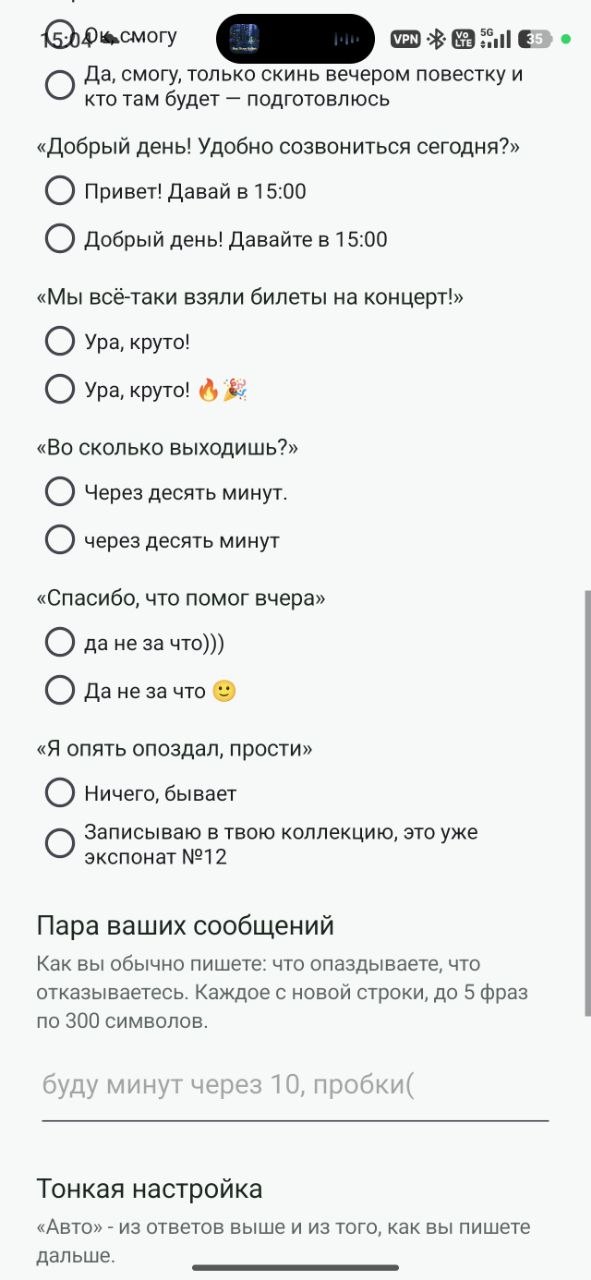 15:04
Ок, смогу
VPN
Vo
LTE
5G
35
Да, смогу, только скинь вечером повестку и
кто там будет — подготовлюсь
«Добрый день! Удобно созвониться сегодня?»
Привет! Давай в 15:00
Добрый день! Давайте в 15:00
«Мы всё-таки взяли билеты на концерт!»
Ура, круто!
Ура, круто! 🔥🎉
«Во сколько выходишь?»
Через десять минут.
через десять минут
«Спасибо, что помог вчера»
да не за что)))
Да не за что 🙂
«Я опять опоздал, прости»
Ничего, бывает
Записываю в твою коллекцию, это уже
экспонат №12
Пара ваших сообщений
Как вы обычно пишете: что опаздываете, что
отказываетесь. Каждое с новой строки, до 5 фраз
по 300 символов.
буду минут через 10, пробки(
Тонкая настройка
«Авто» - из ответов выше и из того, как вы пишете
дальше.